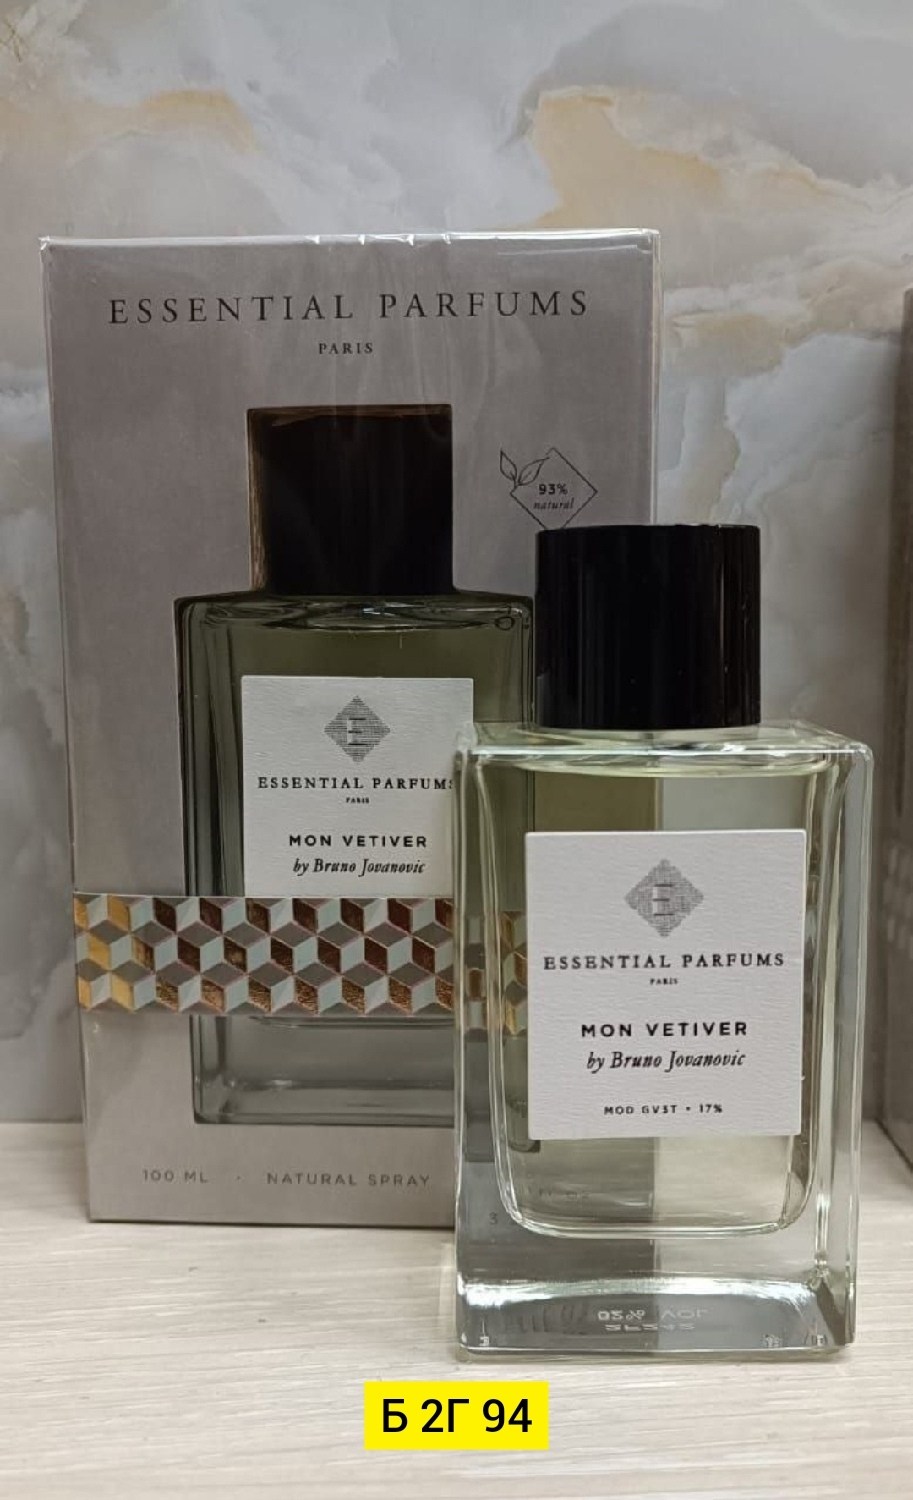 ESSENTIAL PARFUMS
PARIS
93%
natural
E
ESSENTIAL PARFUMS
PARIS
MON VETIVER
by Bruno Jovanovic
100 ML · NATURAL SPRAY
E
ESSENTIAL PARFUMS
PARIS
MON VETIVER
by Bruno Jovanovic
MOD GV3T • 17%
Б 2Г 94